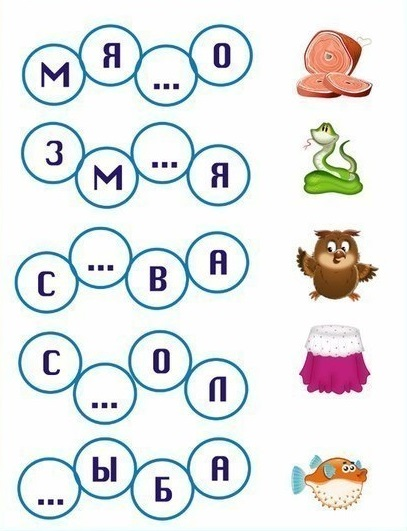 М Я ... О
З М ... Я
С ... В А
С ... О Л
... Ы Б А